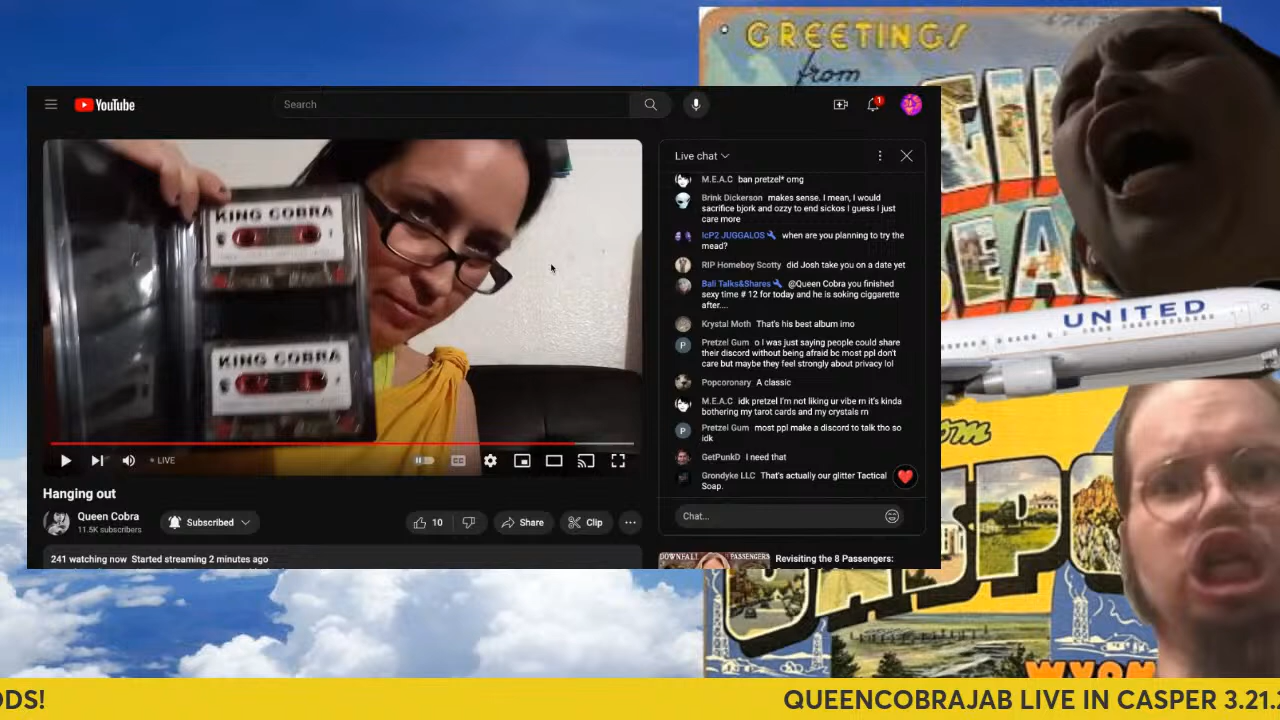 GREETINGS
from
YouTube
Search
1
KING COBRA
KING COBRA
LIVE
Live chat
M.E.A.C ban pretzel* omg
Brink Dickerson makes sense. I mean, I would
sacrifice bjork and ozzy to end sickos I guess I just
care more
IcP2 JUGGALOS when are you planning to try the
mead?
RIP Homeboy Scotty did Josh take you on a date yet
Bali Talks&Shares @Queen Cobra you finished
sexy time # 12 for today and he is soking ciggarette
after....
Krystal Moth That's his best album imo
Pretzel Gum o I was just saying people could share
their discord without being afraid bc most ppl don't
care but maybe they feel strongly about privacy lol
Popcoronary A classic
M.E.A.C idk pretzel I'm not liking ur vibe rn it's kinda
bothering my tarot cards and my crystals rn
Pretzel Gum most ppl make a discord to talk tho so
idk
GetPunkD I need that
Grondyke LLC That's actually our glitter Tactical
Soap.
Chat...
Hanging out
Queen Cobra
11.5K subscribers
Subscribed
10
Share
Clip
241 watching now Started streaming 2 minutes ago
DOWNFALL
PASSENGERS
Revisiting the 8 Passengers:
UNITED
ODS!
QUEENCOBRAJAB LIVE IN CASPER 3.21.